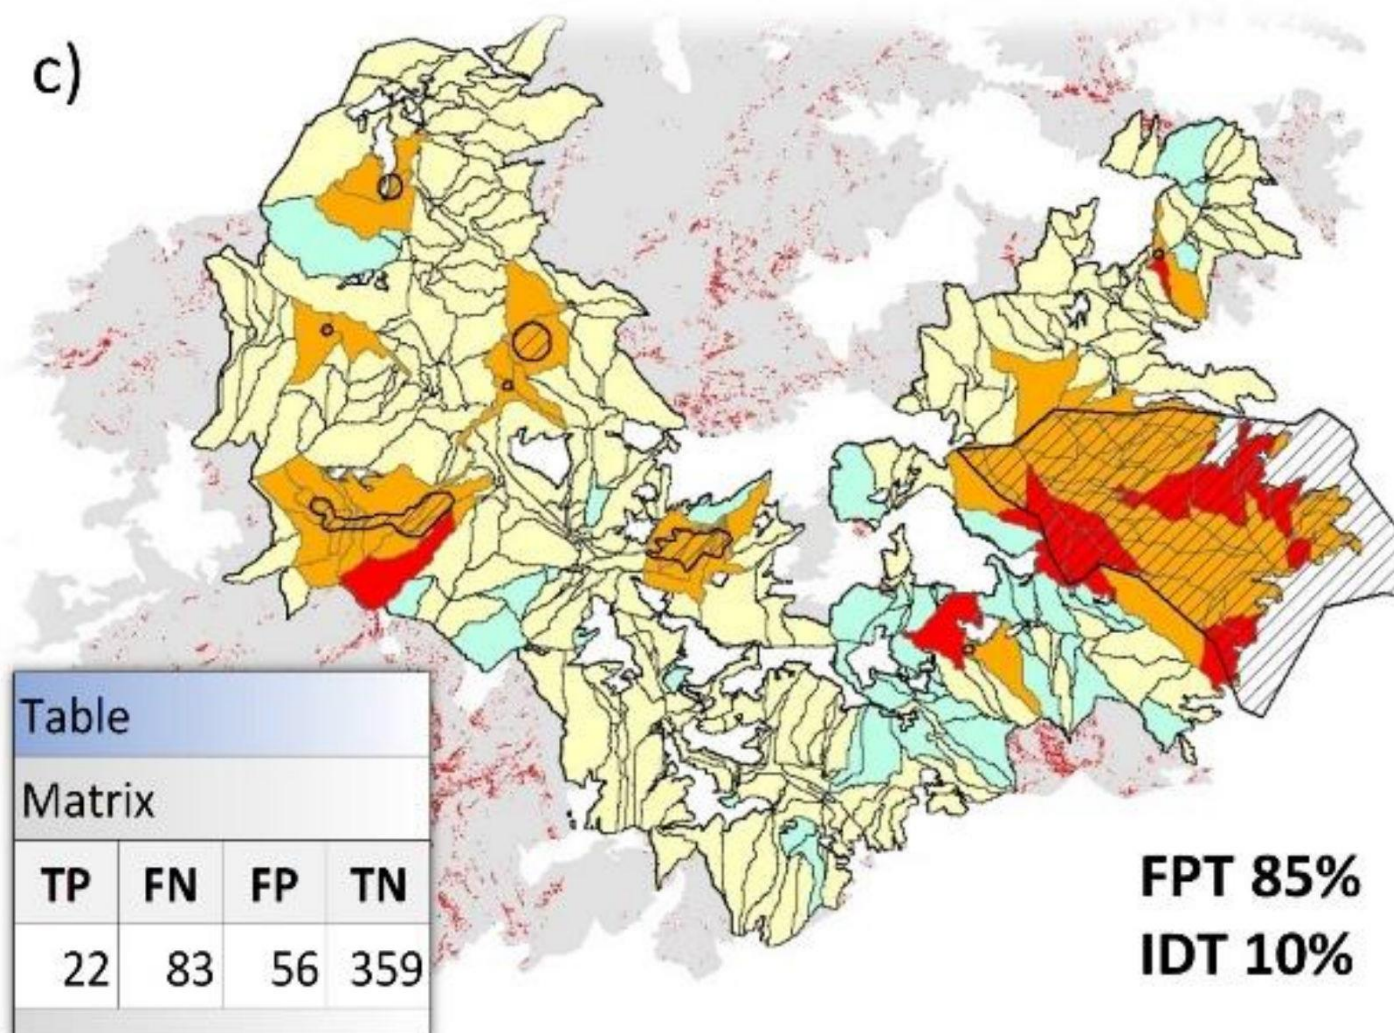 c)
Table
Matrix
TP FN FP TN
22 83 56 359
FPT 85%
IDT 10%